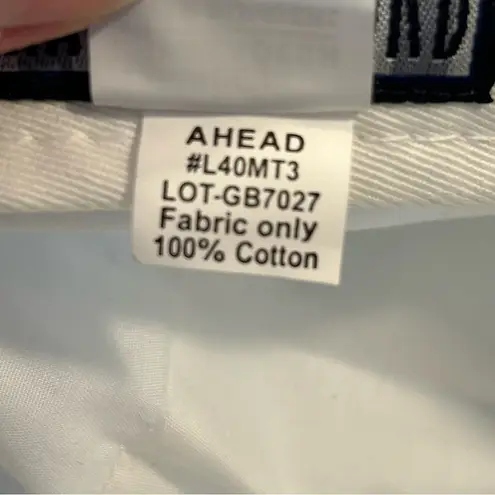 AHEAD
#L40MT3
LOT-GB7027
Fabric only
100% Cotton